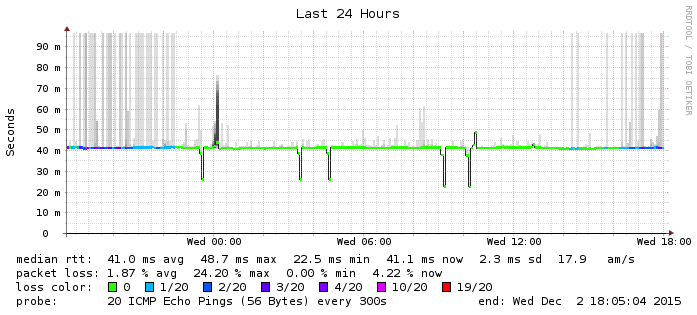 Last 24 Hours
RRDTOOL / TOBI OETIKER
Seconds
90 m
80 m
70 m
60 m
50 m
40 m
30 m
20 m
10 m
0
Wed 00:00 Wed 06:00 Wed 12:00 Wed 18:00
median rtt: 41.0 ms avg 48.7 ms max 22.5 ms min 41.1 ms now 2.3 ms sd 17.9 am/s
packet loss: 1.87 % avg 24.20 % max 0.00 % min 4.22 % now
loss color: 0 1/20 2/20 3/20 4/20 10/20 19/20
probe: 20 ICMP Echo Pings (56 Bytes) every 300s end: Wed Dec 2 18:05:04 2015